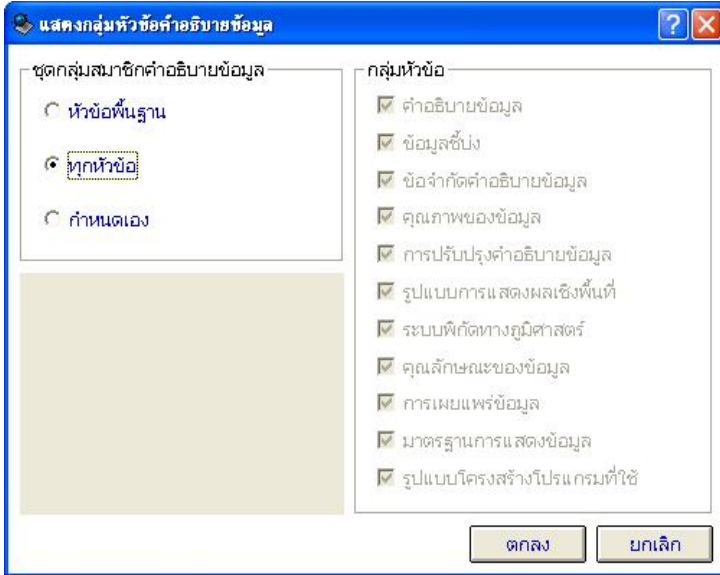 แสดงกลุ่มหัวข้อคำอธิบายข้อมูล
ชุดกลุ่มสมาชิกคำอธิบายข้อมูล
หัวข้อพื้นฐาน
ทุกหัวข้อ
กำหนดเอง
กลุ่มหัวข้อ
คำอธิบายข้อมูล
ข้อมูลชี้บ่ง
ข้อจำกัดคำอธิบายข้อมูล
คุณภาพของข้อมูล
การปรับปรุงคำอธิบายข้อมูล
รูปแบบการแสดงผลเชิงพื้นที่
ระบบพิกัดทางภูมิศาสตร์
คุณลักษณะของข้อมูล
การเผยแพร่ข้อมูล
มาตรฐานการแสดงข้อมูล
รูปแบบโครงสร้างโปรแกรมที่ใช้
ตกลง ยกเลิก